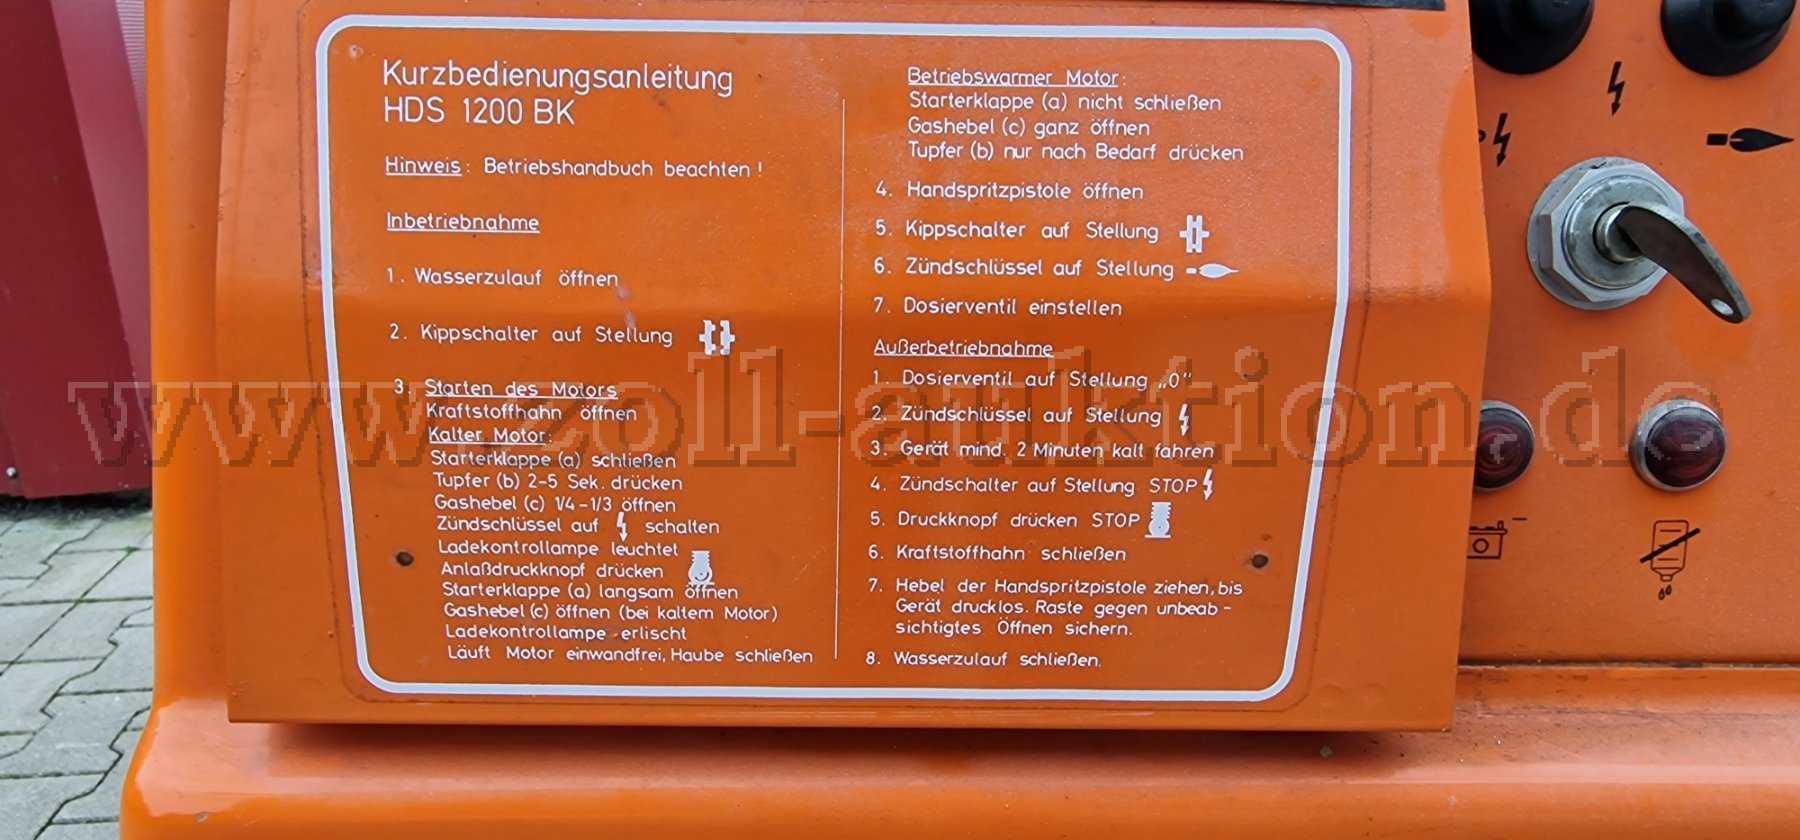 Kurzbedienungsanleitung
HDS 1200 BK
Hinweis: Betriebshandbuch beachten!
Inbetriebnahme
1. Wasserzulauf öffnen
2. Kippschalter auf Stellung
3. Starten des Motors
Kraftstoffhahn öffnen
Kalter Motor:
Starterklappe (a) schließen
Tupfer (b) 2-5 Sek. drücken
Gashebel (c) 1/4-1/3 öffnen
Zündschlüssel auf schalten
Ladekontrollampe leuchtet
Anlaßdruckknopf drücken
Starterklappe (a) langsam öffnen
Gashebel (c) öffnen (bei kaltem Motor)
Ladekontrollampe erlischt
Läuft Motor einwandfrei, Haube schließen
Betriebswarmer Motor:
Starterklappe (a) nicht schließen
Gashebel (c) ganz öffnen
Tupfer (b) nur nach Bedarf drücken
4. Handspritzpistole öffnen
5. Kippschalter auf Stellung
6. Zündschlüssel auf Stellung
7. Dosierventil einstellen
Außerbetriebnahme
1. Dosierventil auf Stellung „0"
2. Zündschlüssel auf Stellung
3. Gerät mind. 2 Minuten kalt fahren
4. Zündschalter auf Stellung STOP
5. Druckknopf drücken STOP
6. Kraftstoffhahn schließen
7. Hebel der Handspritzpistole ziehen, bis
Gerät drucklos. Raste gegen unbeab-
sichtigtes Öffnen sichern.
8. Wasserzulauf schließen.
www.zoll-auktion.de